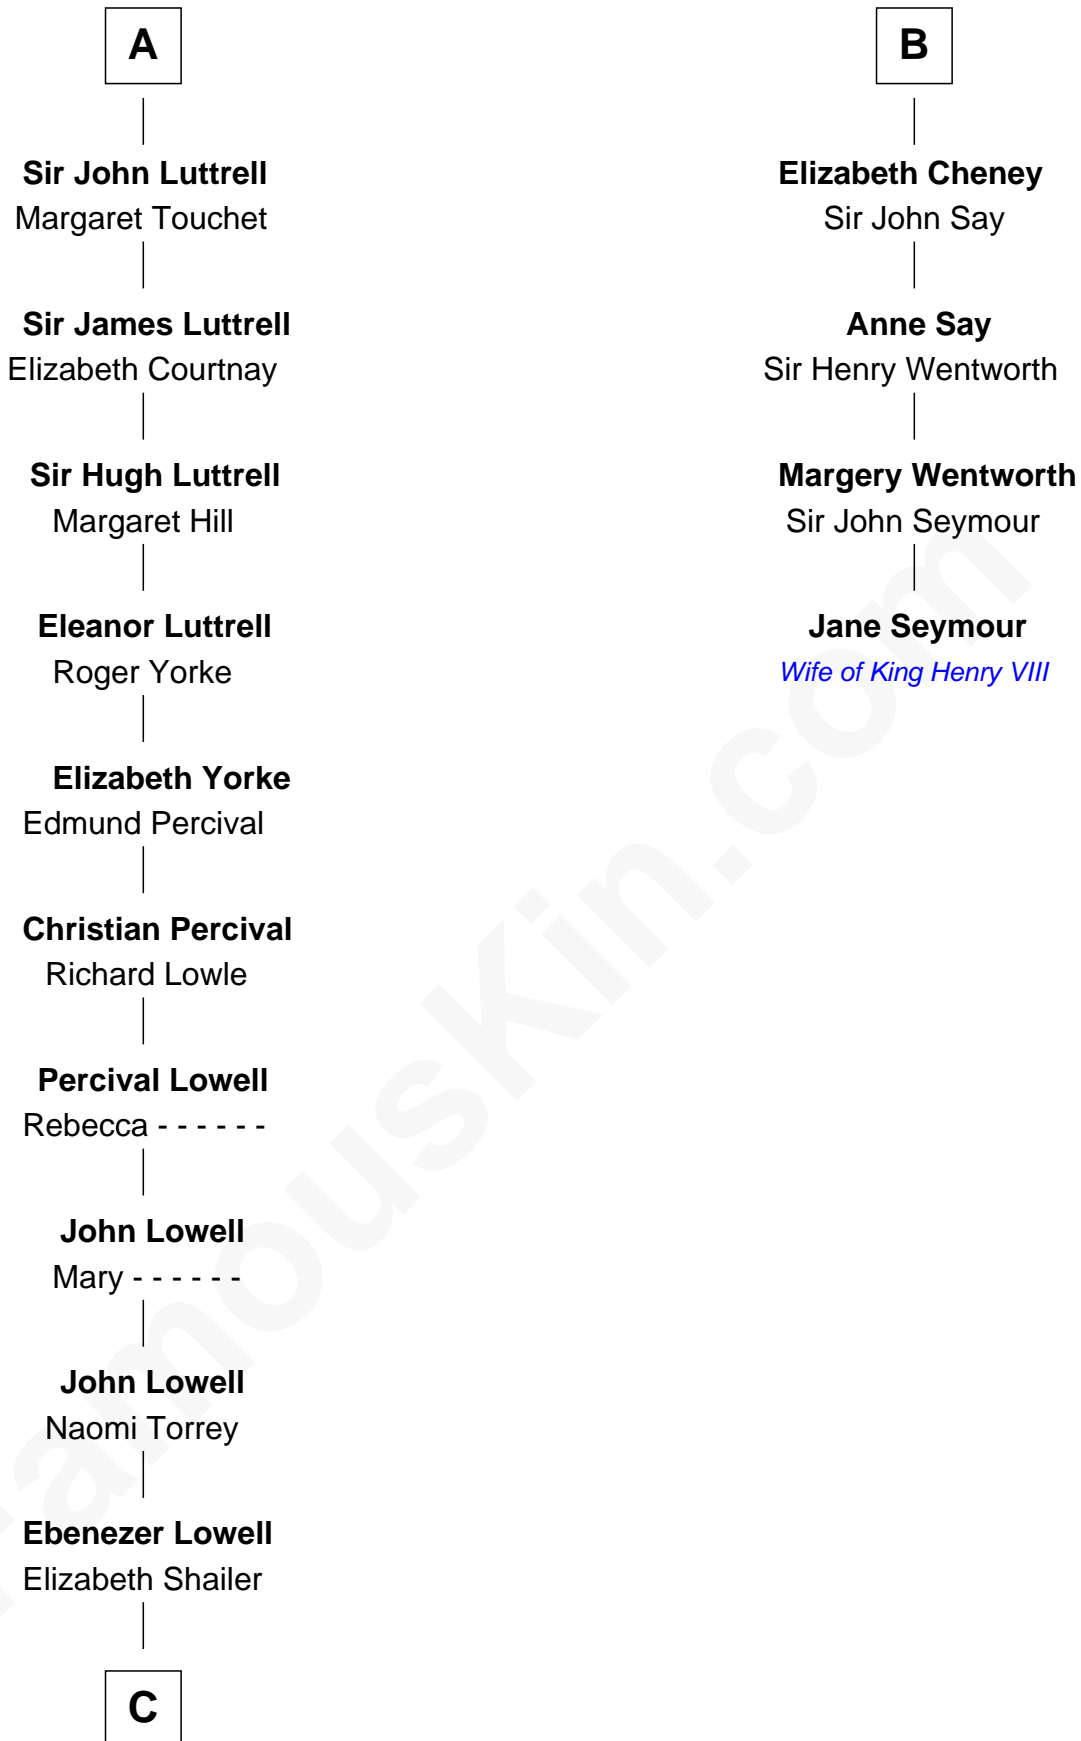 A
Sir John Luttrell
Margaret Touchet
Sir James Luttrell
Elizabeth Courtnay
Sir Hugh Luttrell
Margaret Hill
Eleanor Luttrell
Roger Yorke
Elizabeth Yorke
Edmund Percival
Christian Percival
Richard Lowle
Percival Lowell
Rebecca - - - - - -
John Lowell
Mary - - - - - -
John Lowell
Naomi Torrey
Ebenezer Lowell
Elizabeth Shailer
C
B
Elizabeth Cheney
Sir John Say
Anne Say
Sir Henry Wentworth
Margery Wentworth
Sir John Seymour
Jane Seymour
Wife of King Henry VIII
FamousKin.com